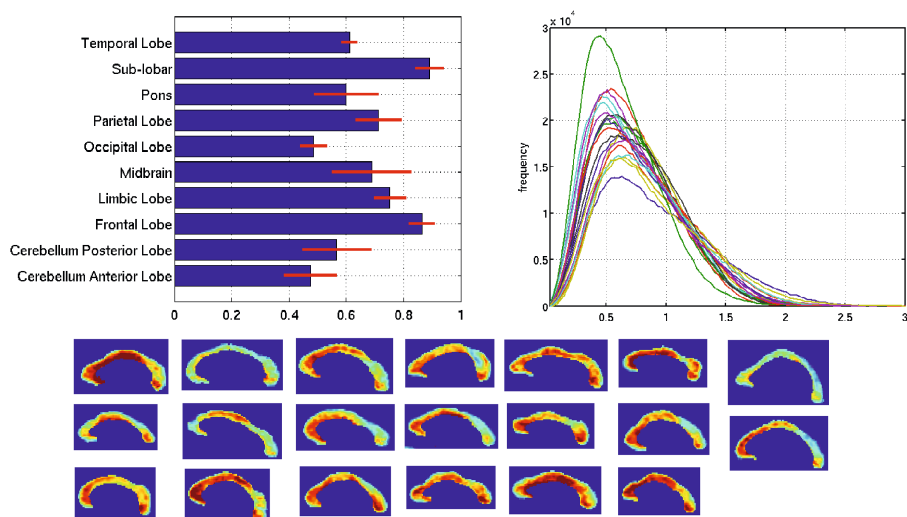 Temporal Lobe
Sub-lobar
Pons
Parietal Lobe
Occipital Lobe
Midbrain
Limbic Lobe
Frontal Lobe
Cerebellum Posterior Lobe
Cerebellum Anterior Lobe
0 0.2 0.4 0.6 0.8 1
x 10⁴
3
2.5
2
1.5
1
0.5
0
frequency
0.5 1 1.5 2 2.5 3